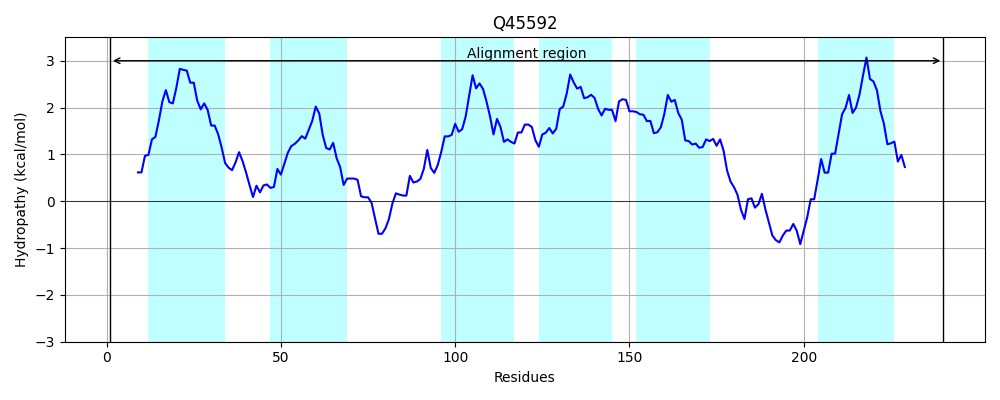 Q45592
Alignment region
Hydropathy (kcal/mol)
3
2
1
0
−1
−2
−3
0 50 100 150 200
Residues